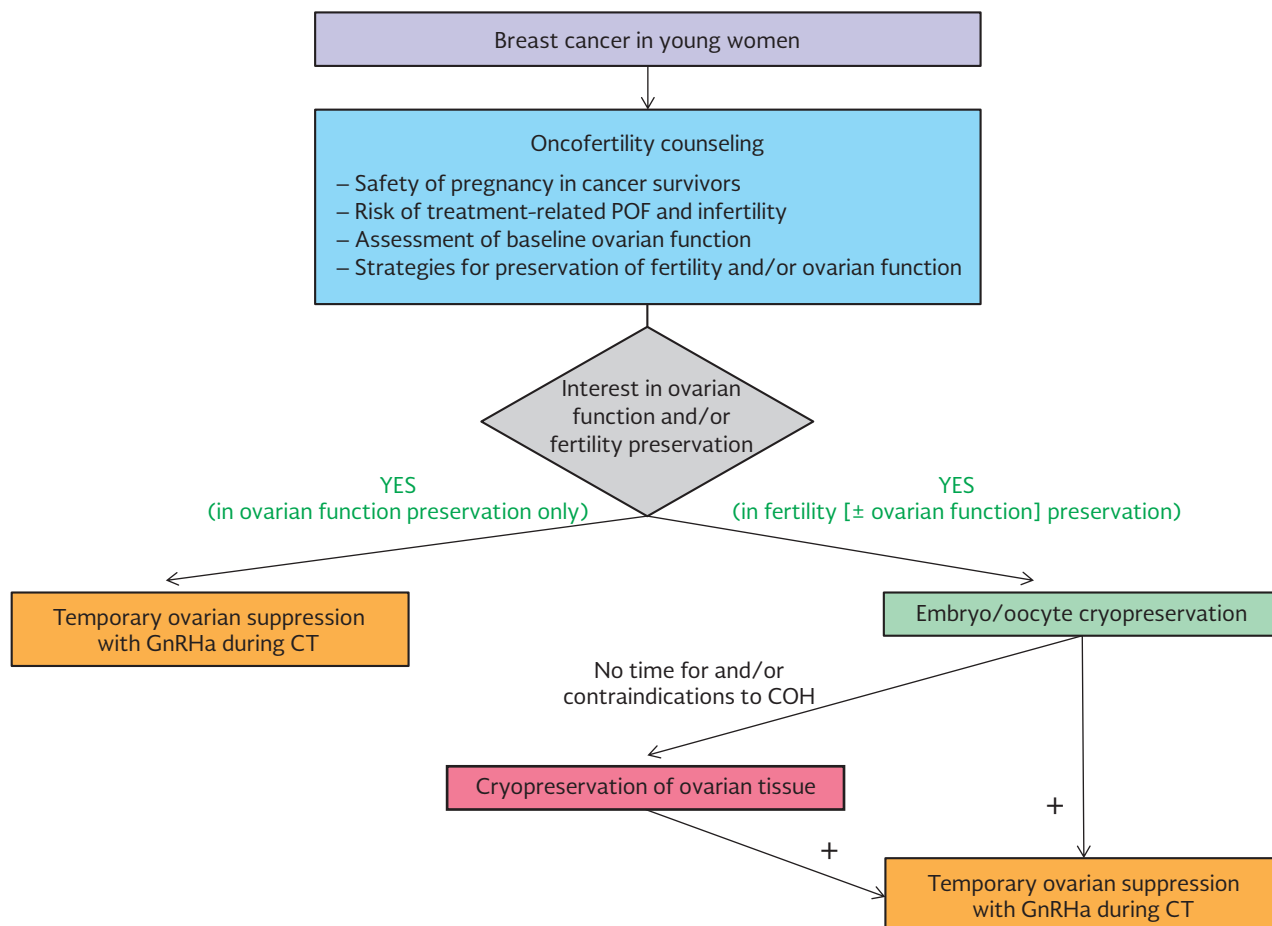 Breast cancer in young women
Oncofertility counseling
– Safety of pregnancy in cancer survivors
– Risk of treatment-related POF and infertility
– Assessment of baseline ovarian function
– Strategies for preservation of fertility and/or ovarian function
Interest in ovarian
function and/or
fertility preservation
YES
(in ovarian function preservation only)
YES
(in fertility [± ovarian function] preservation)
Temporary ovarian suppression
with GnRHa during CT
Embryo/oocyte cryopreservation
No time for and/or
contraindications to COH
Cryopreservation of ovarian tissue
+
+
Temporary ovarian suppression
with GnRHa during CT